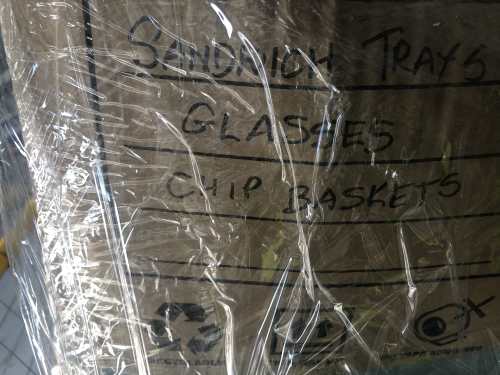 SANDWICH TRAYS
GLASSES
CHIP BASKETS